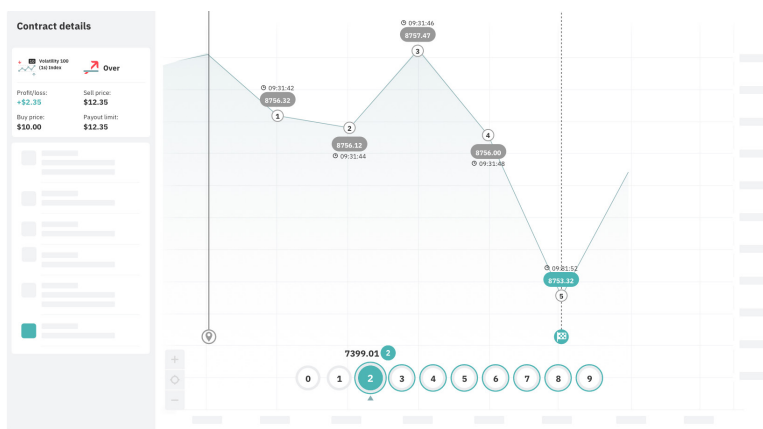 Contract details
1s
Volatility 100
(1s) Index
Over
Profit/loss:
Sell price:
+$2.35
$12.35
Buy price:
Payout limit:
$10.00
$12.35
09:31:46
8757.47
3
09:31:42
8756.32
1
2
8756.12
09:31:44
4
8756.00
09:31:48
09:31:52
8753.32
5
7399.01 2
0 1 2 3 4 5 6 7 8 9